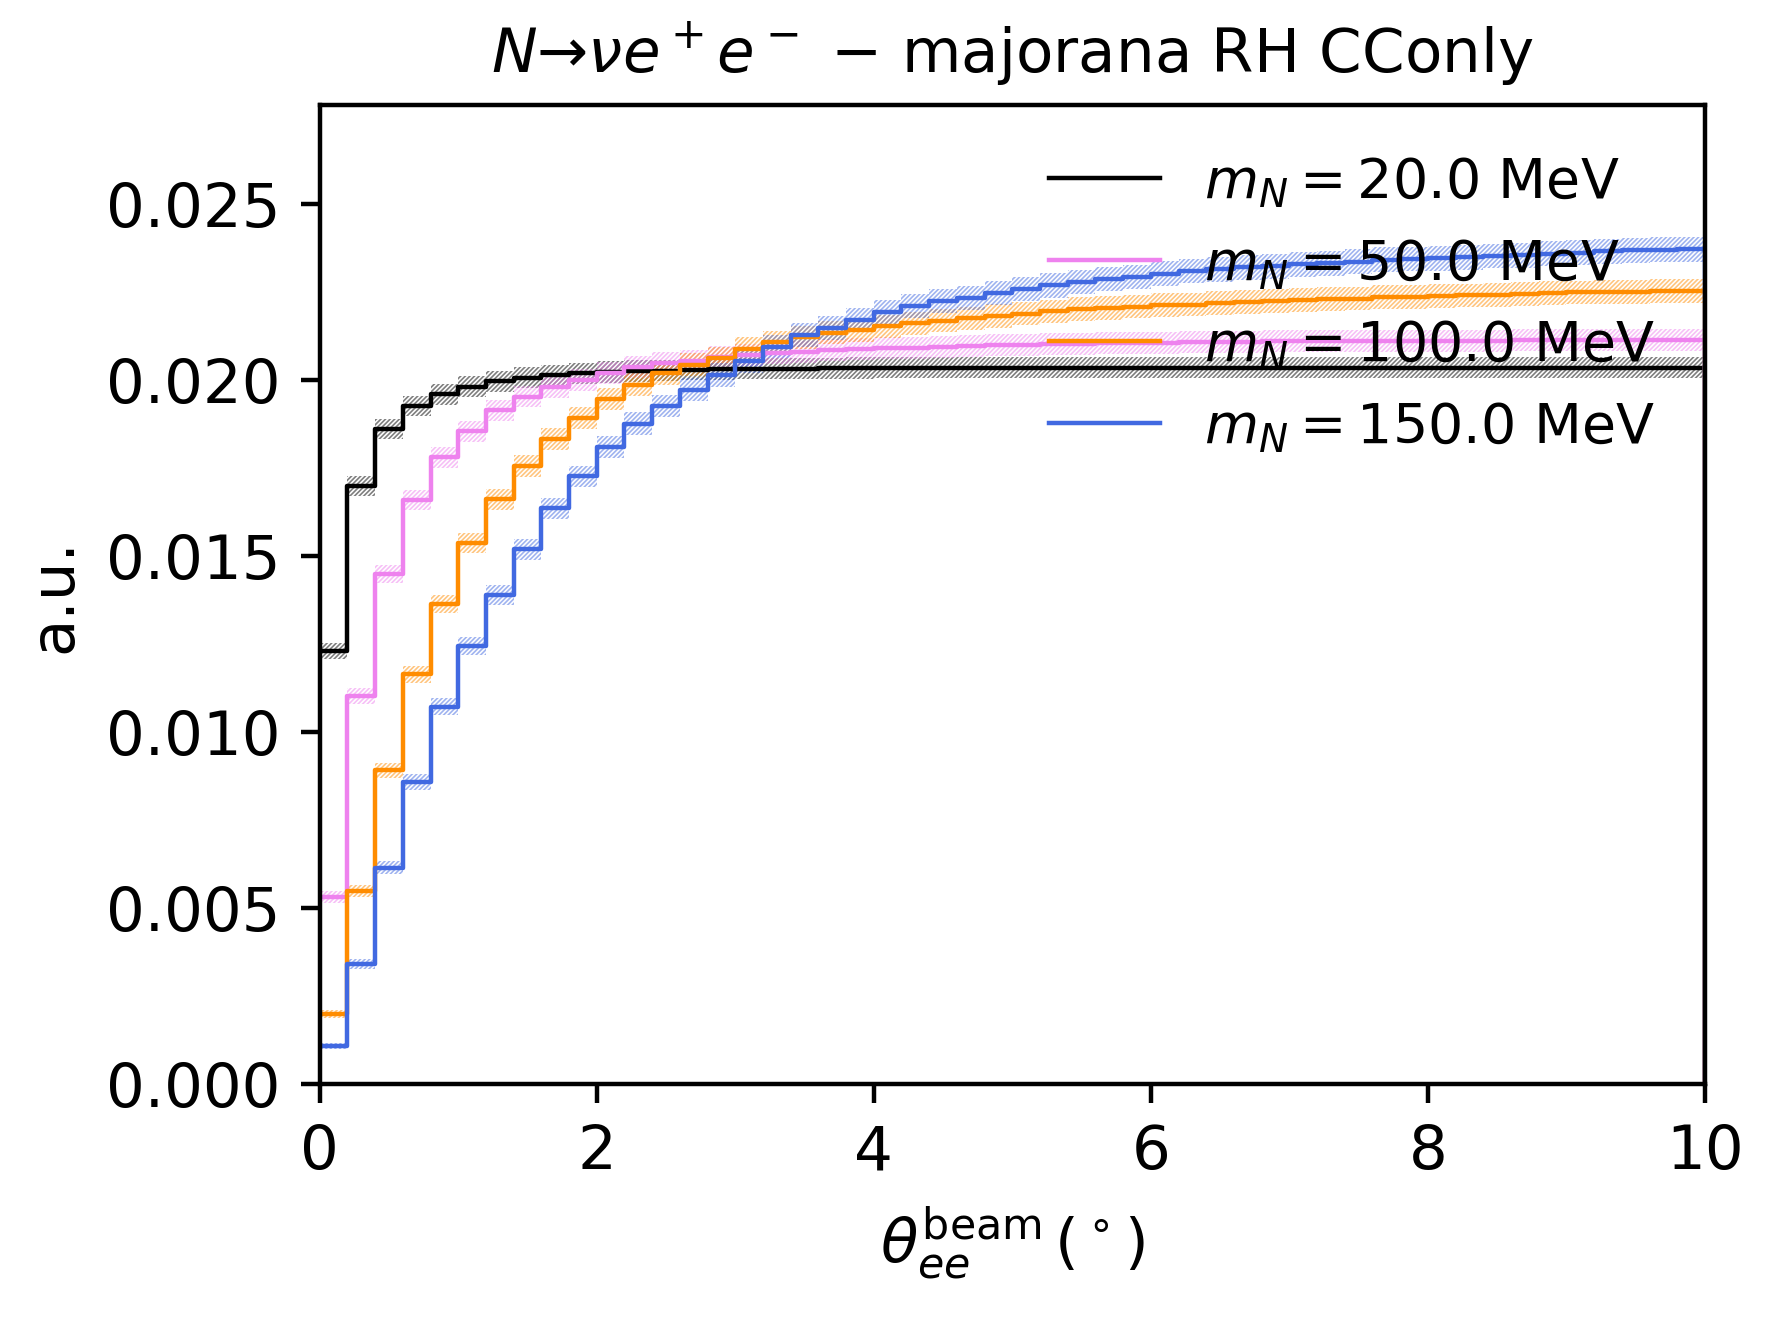 N→νe⁺e⁻ − majorana RH CConly
0.025
0.020
0.015
0.010
0.005
0.000
a.u.
m_N = 20.0 MeV
m_N = 50.0 MeV
m_N = 100.0 MeV
m_N = 150.0 MeV
0 2 4 6 8 10
θ_ee^beam (°)